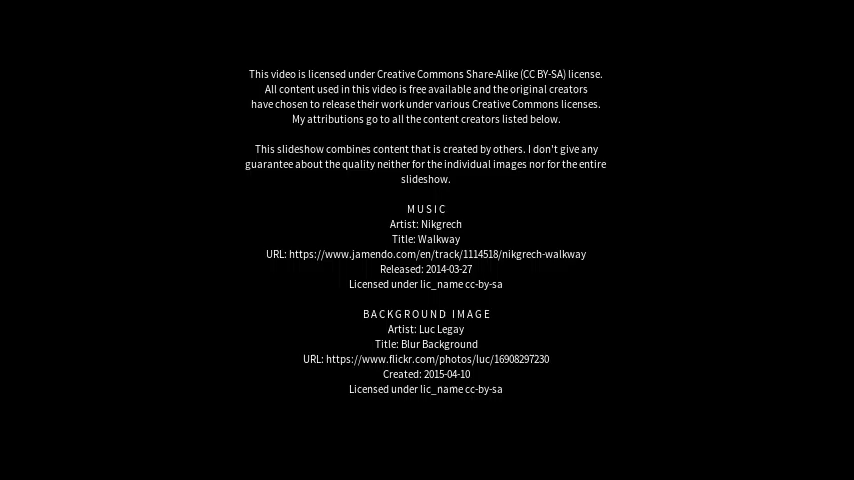 This video is licensed under Creative Commons Share-Alike (CC BY-SA) license.
All content used in this video is free available and the original creators
have chosen to release their work under various Creative Commons licenses.
My attributions go to all the content creators listed below.
This slideshow combines content that is created by others. I don't give any
guarantee about the quality neither for the individual images nor for the entire
slideshow.
MUSIC
Artist: Nikgrech
Title: Walkway
URL: https://www.jamendo.com/en/track/1114518/nikgrech-walkway
Released: 2014-03-27
Licensed under lic_name cc-by-sa
BACKGROUND IMAGE
Artist: Luc Legay
Title: Blur Background
URL: https://www.flickr.com/photos/luc/16908297230
Created: 2015-04-10
Licensed under lic_name cc-by-sa